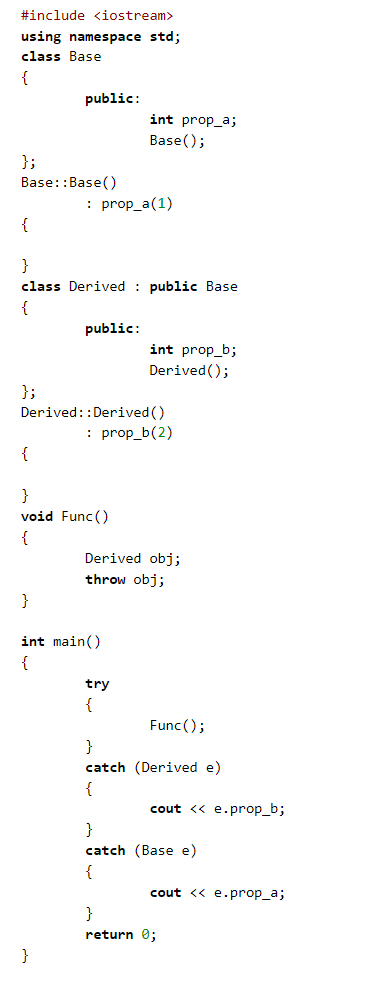 #include <iostream>
using namespace std;
class Base
{
        public:
                int prop_a;
                Base();
};
Base::Base()
        : prop_a(1)
{

}
class Derived : public Base
{
        public:
                int prop_b;
                Derived();
};
Derived::Derived()
        : prop_b(2)
{

}
void Func()
{
        Derived obj;
        throw obj;
}

int main()
{
        try
        {
                Func();
        }
        catch (Derived e)
        {
                cout << e.prop_b;
        }
        catch (Base e)
        {
                cout << e.prop_a;
        }
        return 0;
}